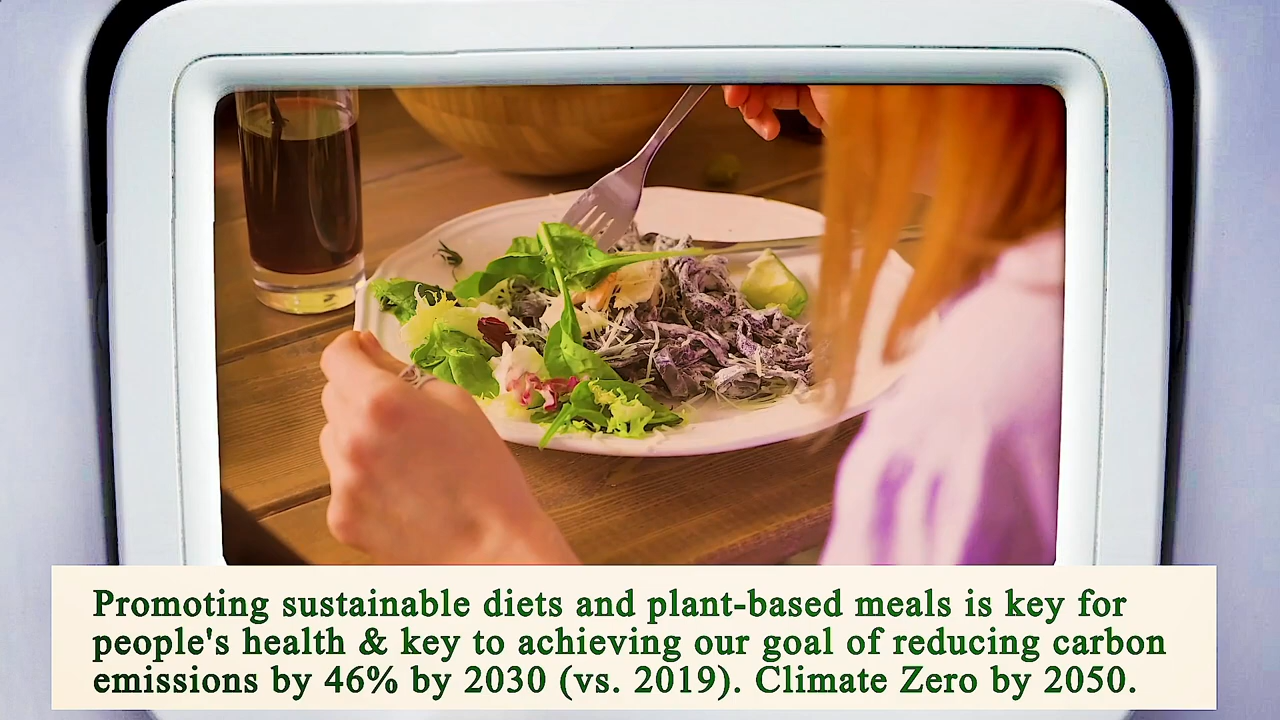 Promoting sustainable diets and plant-based meals is key for
people's health & key to achieving our goal of reducing carbon
emissions by 46% by 2030 (vs. 2019). Climate Zero by 2050.